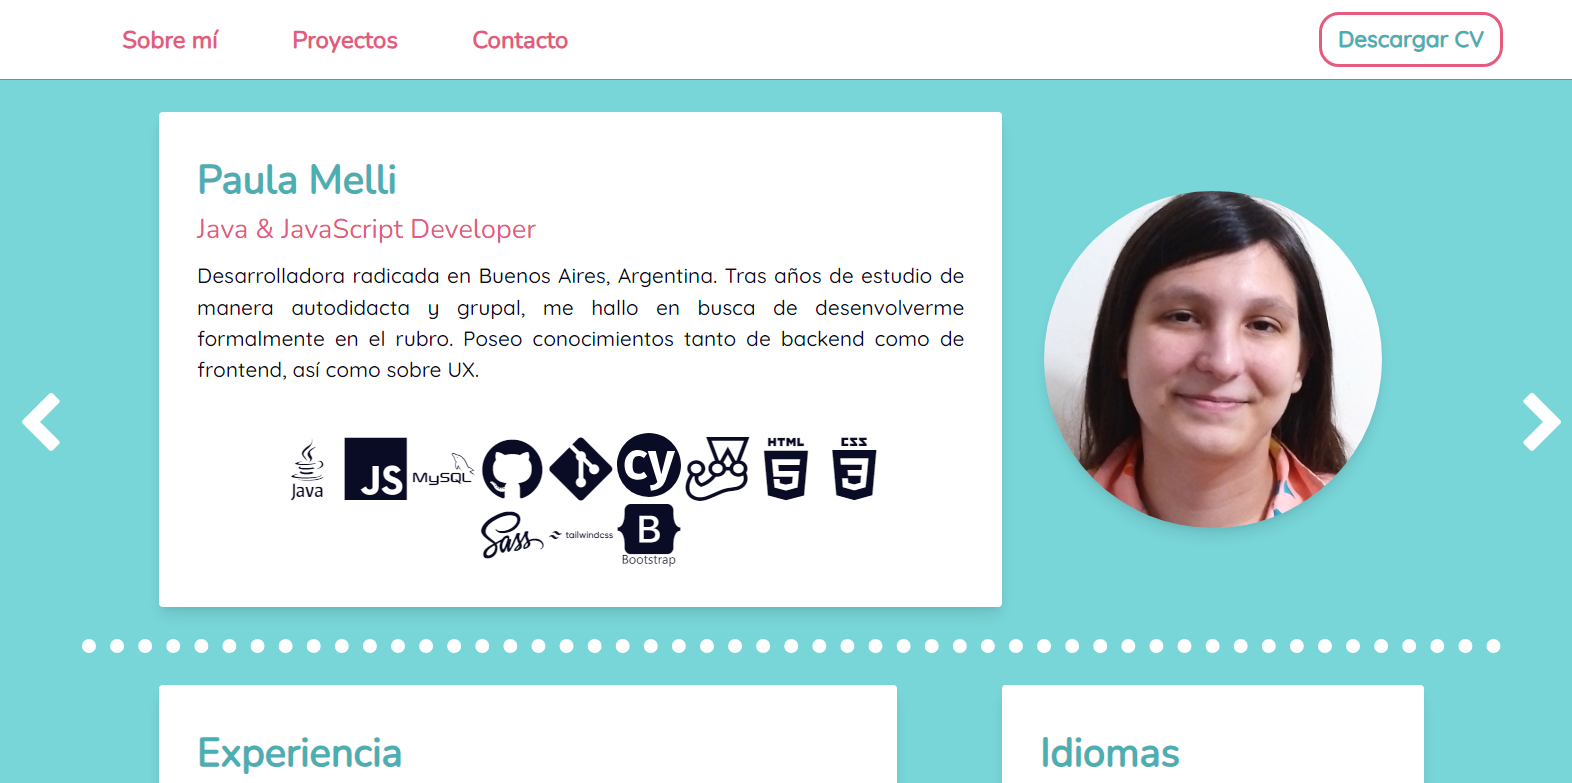 Sobre mí Proyectos Contacto Descargar CV
Paula Melli
Java & JavaScript Developer
Desarrolladora radicada en Buenos Aires, Argentina. Tras años de estudio de
manera autodidacta y grupal, me hallo en busca de desenvolverme
formalmente en el rubro. Poseo conocimientos tanto de backend como de
frontend, así como sobre UX.
Java JS MySQL cy HTML 5 CSS 3
Sass tailwindcss B Bootstrap
Experiencia Idiomas